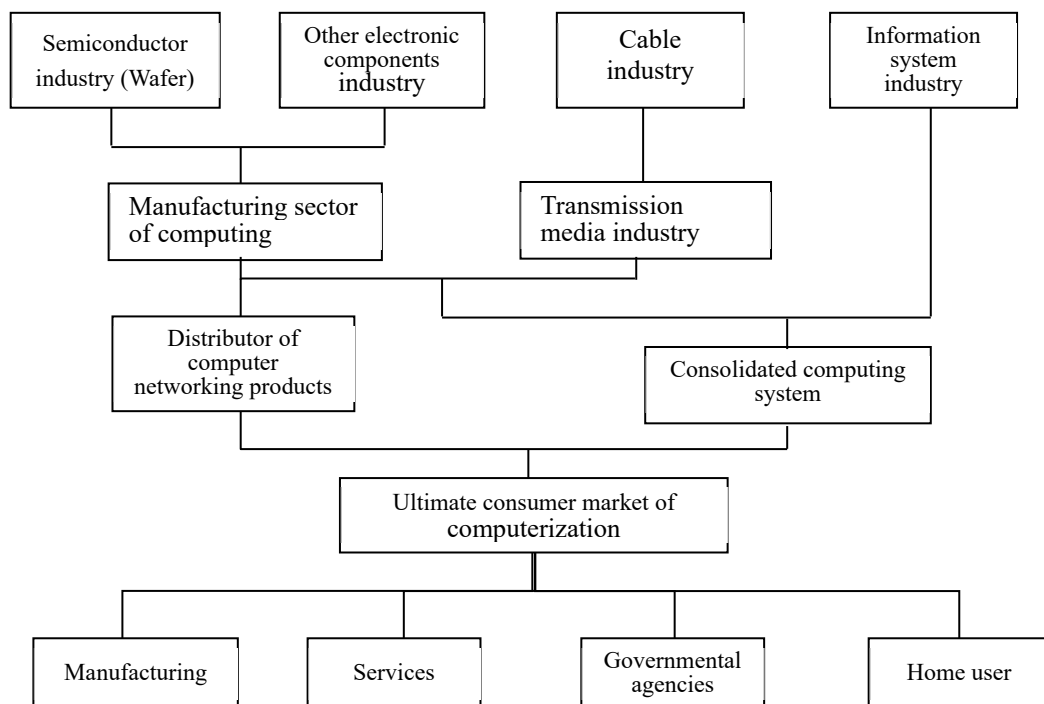 Semiconductor
industry (Wafer)
Other electronic
components
industry
Cable
industry
Information
system
industry
Manufacturing sector
of computing
Transmission
media industry
Distributor of
computer
networking products
Consolidated computing
system
Ultimate consumer market of
computerization
Manufacturing
Services
Governmental
agencies
Home user